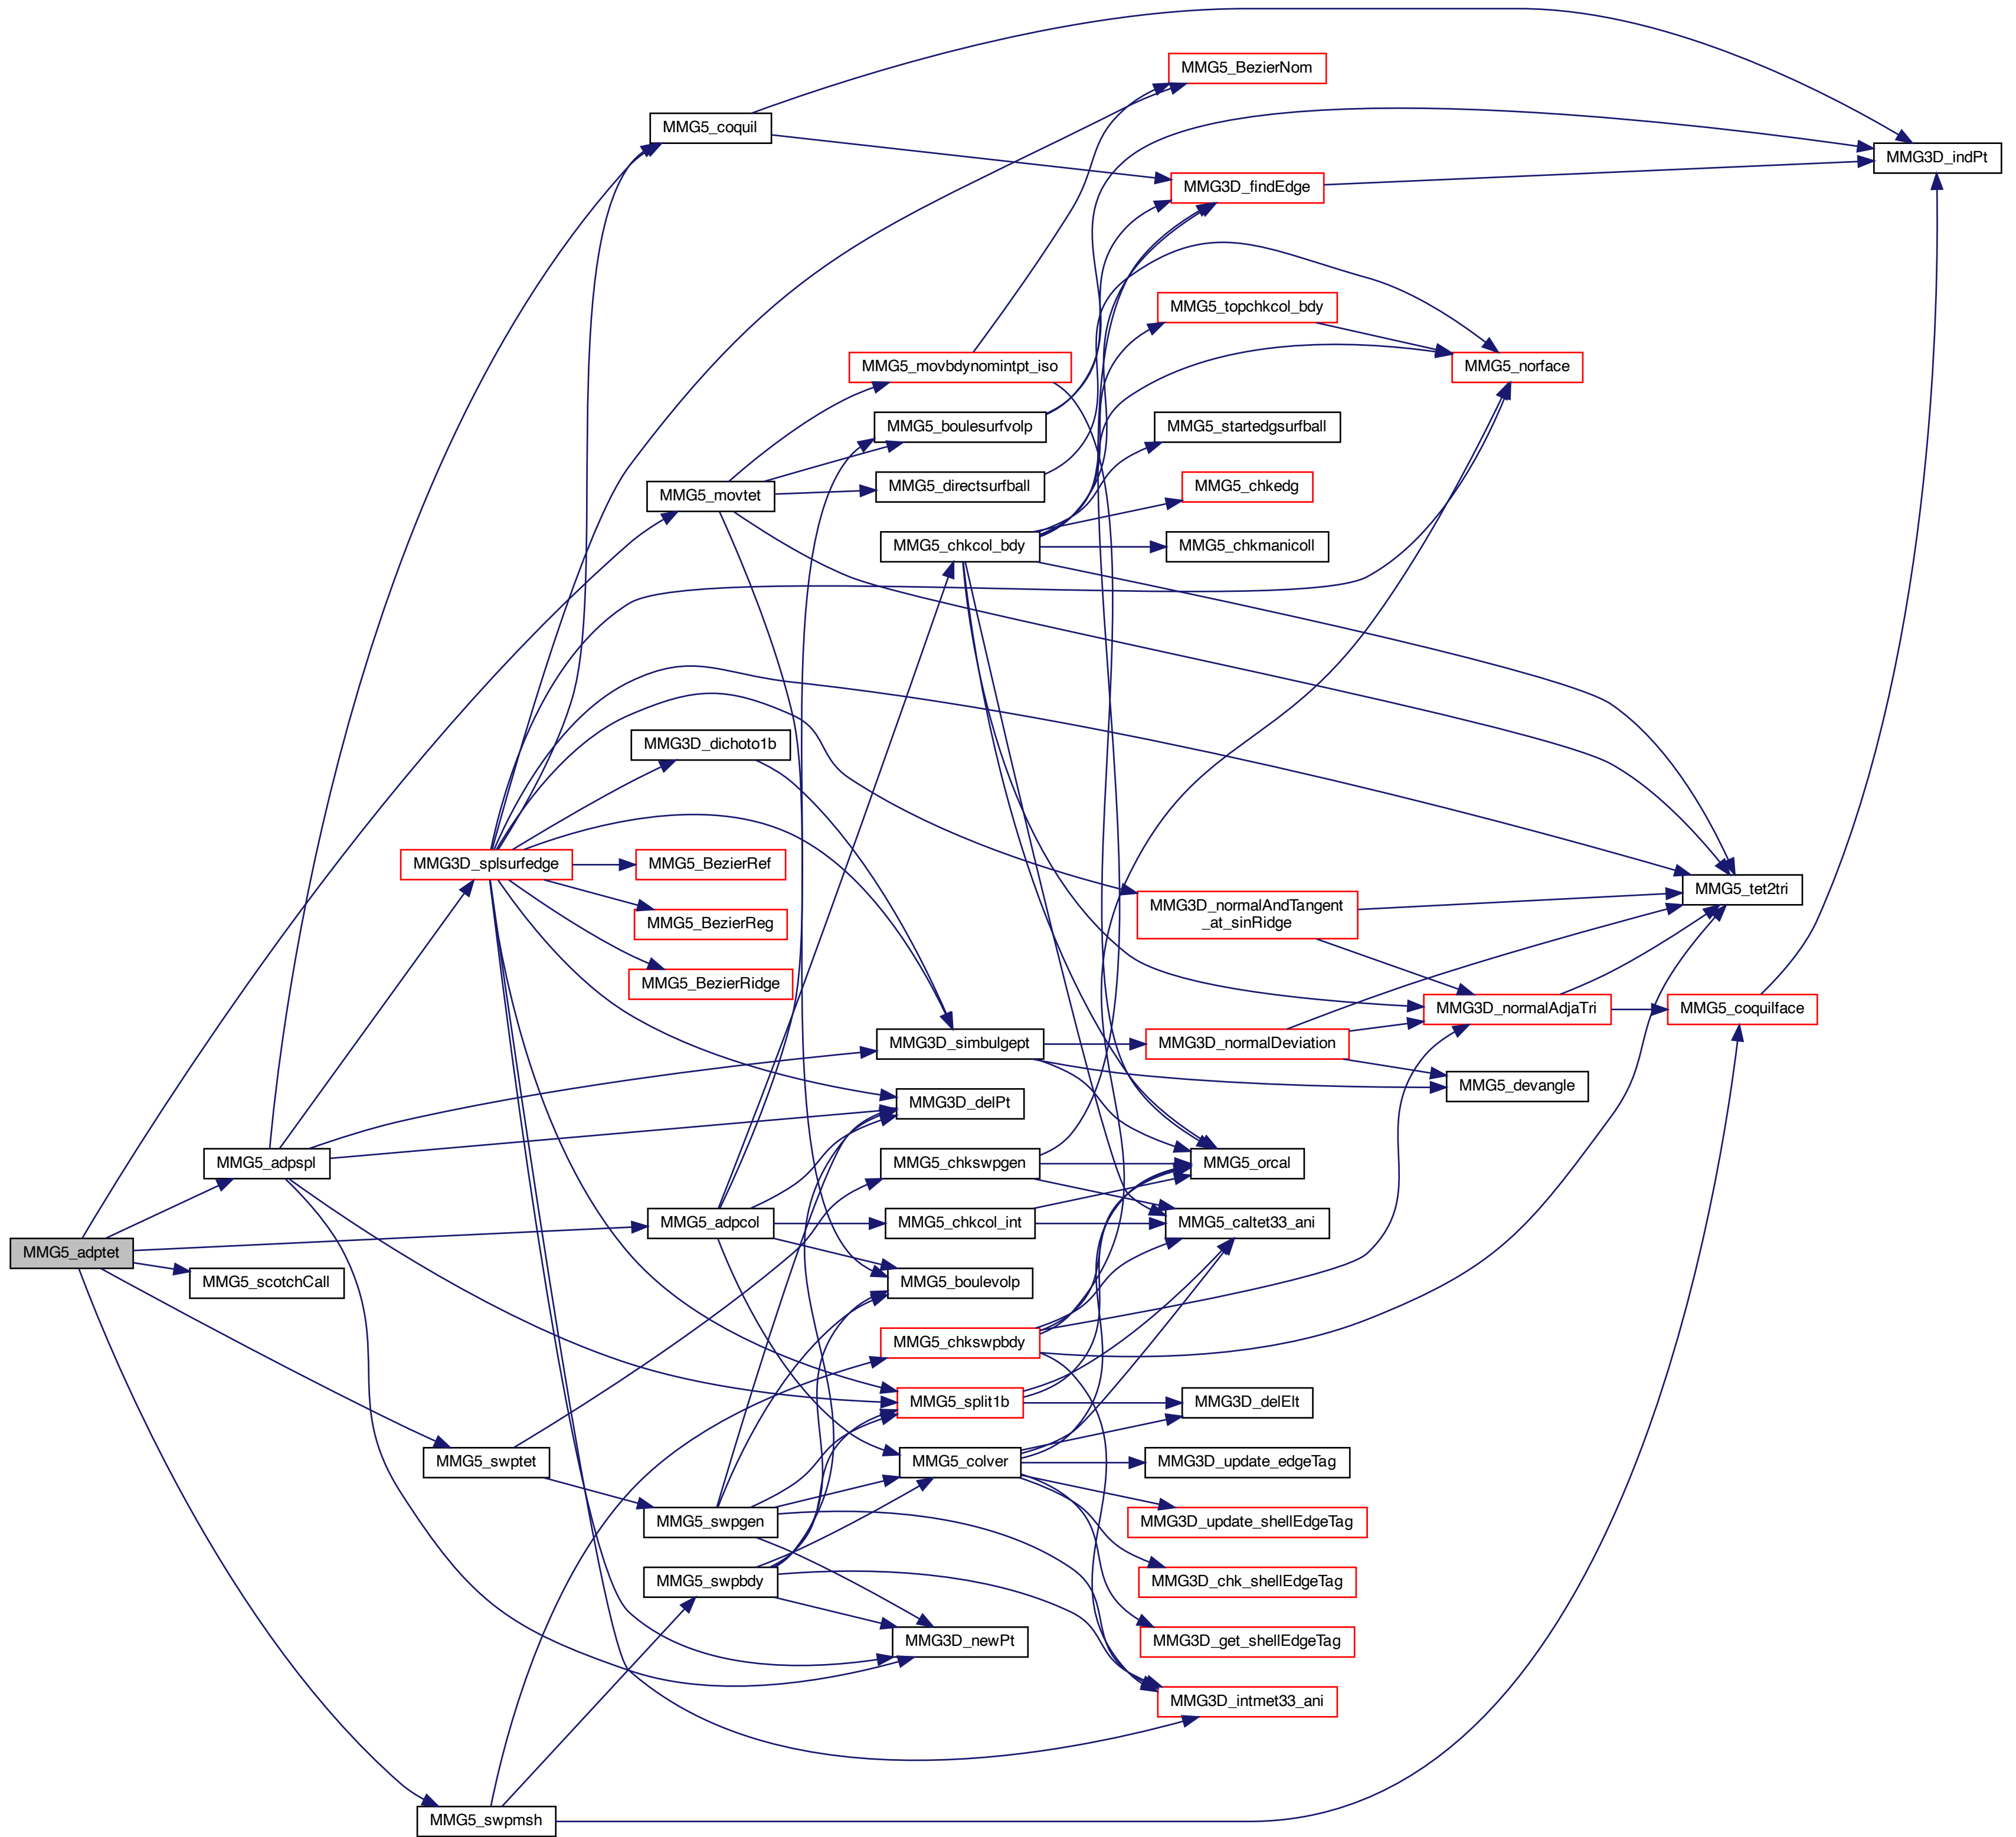 MMG5_BezierNom
MMG5_coquil
MMG3D_indPt
MMG3D_findEdge
MMG5_topchkcol_bdy
MMG5_movbdynomintpt_iso
MMG5_norface
MMG5_boulesurfvolp
MMG5_startedgsurfball
MMG5_directsurfball
MMG5_chkedg
MMG5_movtet
MMG5_chkcol_bdy
MMG5_chkmanicoll
MMG3D_dichoto1b
MMG3D_splsurfedge
MMG5_BezierRef
MMG5_tet2tri
MMG5_BezierReg
MMG3D_normalAndTangent
_at_sinRidge
MMG5_BezierRidge
MMG3D_normalAdjaTri
MMG5_coquilface
MMG3D_simbulgept
MMG3D_normalDeviation
MMG5_devangle
MMG3D_delPt
MMG5_adpspl
MMG5_chkswpgen
MMG5_orcal
MMG5_adpcol
MMG5_chkcol_int
MMG5_caltet33_ani
MMG5_adptet
MMG5_scotchCall
MMG5_boulevolp
MMG5_chkswpbdy
MMG5_split1b
MMG3D_delElt
MMG5_swptet
MMG5_colver
MMG3D_update_edgeTag
MMG5_swpgen
MMG3D_update_shellEdgeTag
MMG5_swpbdy
MMG3D_chk_shellEdgeTag
MMG3D_newPt
MMG3D_get_shellEdgeTag
MMG3D_intmet33_ani
MMG5_swpmsh